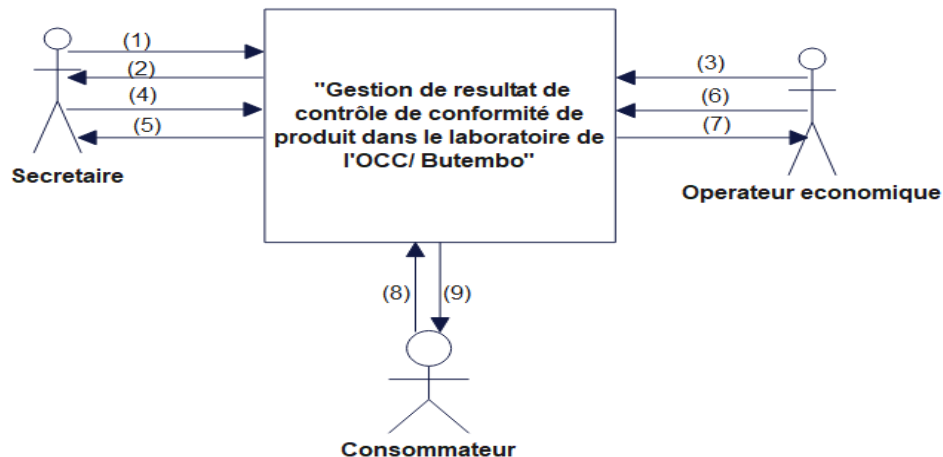 (1)
(2)
(4)
(5)
Secretaire
"Gestion de resultat de
contrôle de conformité de
produit dans le laboratoire de
l'OCC/ Butembo"
(3)
(6)
(7)
Operateur economique
(8)
(9)
Consommateur